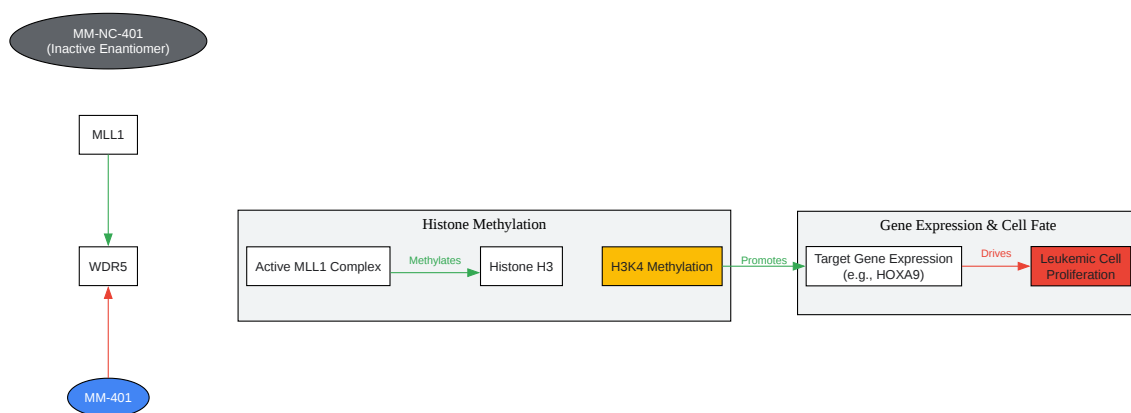 MM-NC-401
(Inactive Enantiomer)
MLL1
WDR5
MM-401
Histone Methylation
Active MLL1 Complex
Methylates
Histone H3
H3K4 Methylation
Promotes
Gene Expression & Cell Fate
Target Gene Expression
(e.g., HOXA9)
Drives
Leukemic Cell
Proliferation